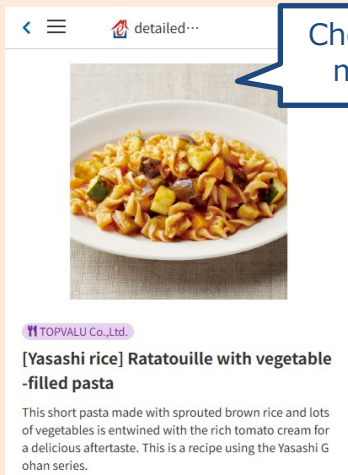 detailed…
TOPVALU Co.,Ltd.
[Yasashi rice] Ratatouille with vegetable
-filled pasta
This short pasta made with sprouted brown rice and lots
of vegetables is entwined with the rich tomato cream for
a delicious aftertaste. This is a recipe using the Yasashi G
ohan series.